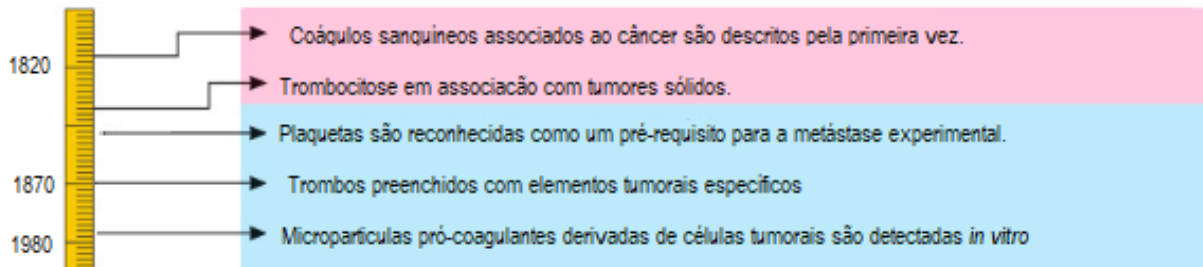 Coágulos sanguíneos associados ao câncer são descritos pela primeira vez.
1820
Trombocitose em associacão com tumores sólidos.
Plaquetas são reconhecidas como um pré-requisito para a metástase experimental.
1870
Trombos preenchidos com elementos tumorais específicos
Microparticulas pró-coagulantes derivadas de células tumorais são detectadas in vitro
1980